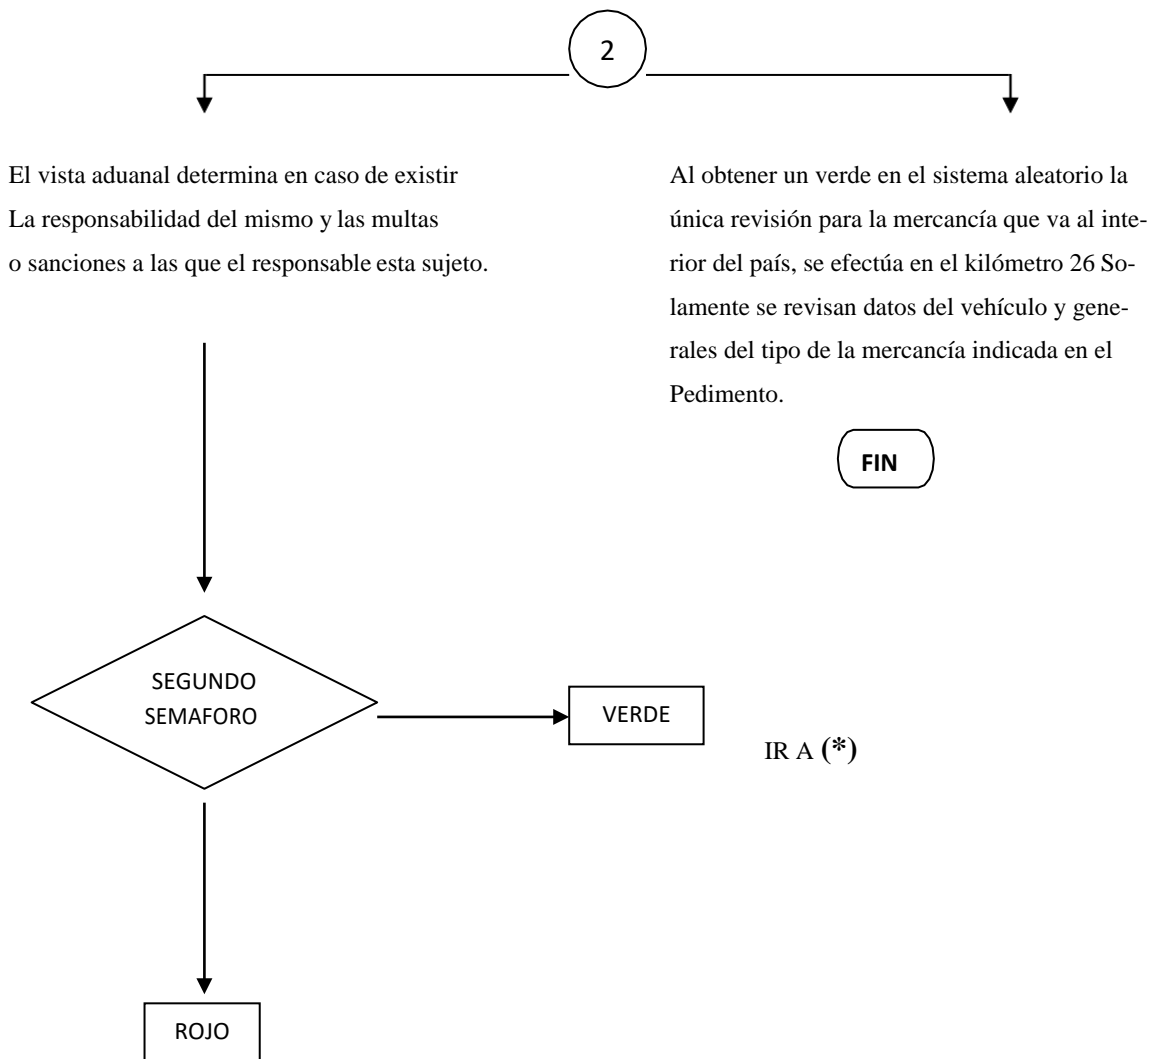 2
El vista aduanal determina en caso de existir
La responsabilidad del mismo y las multas
o sanciones a las que el responsable esta sujeto.
Al obtener un verde en el sistema aleatorio la
única revisión para la mercancía que va al inte-
rior del país, se efectúa en el kilómetro 26 So-
lamente se revisan datos del vehículo y gene-
rales del tipo de la mercancía indicada en el
Pedimento.
FIN
SEGUNDO
SEMAFORO
VERDE
IR A (*)
ROJO